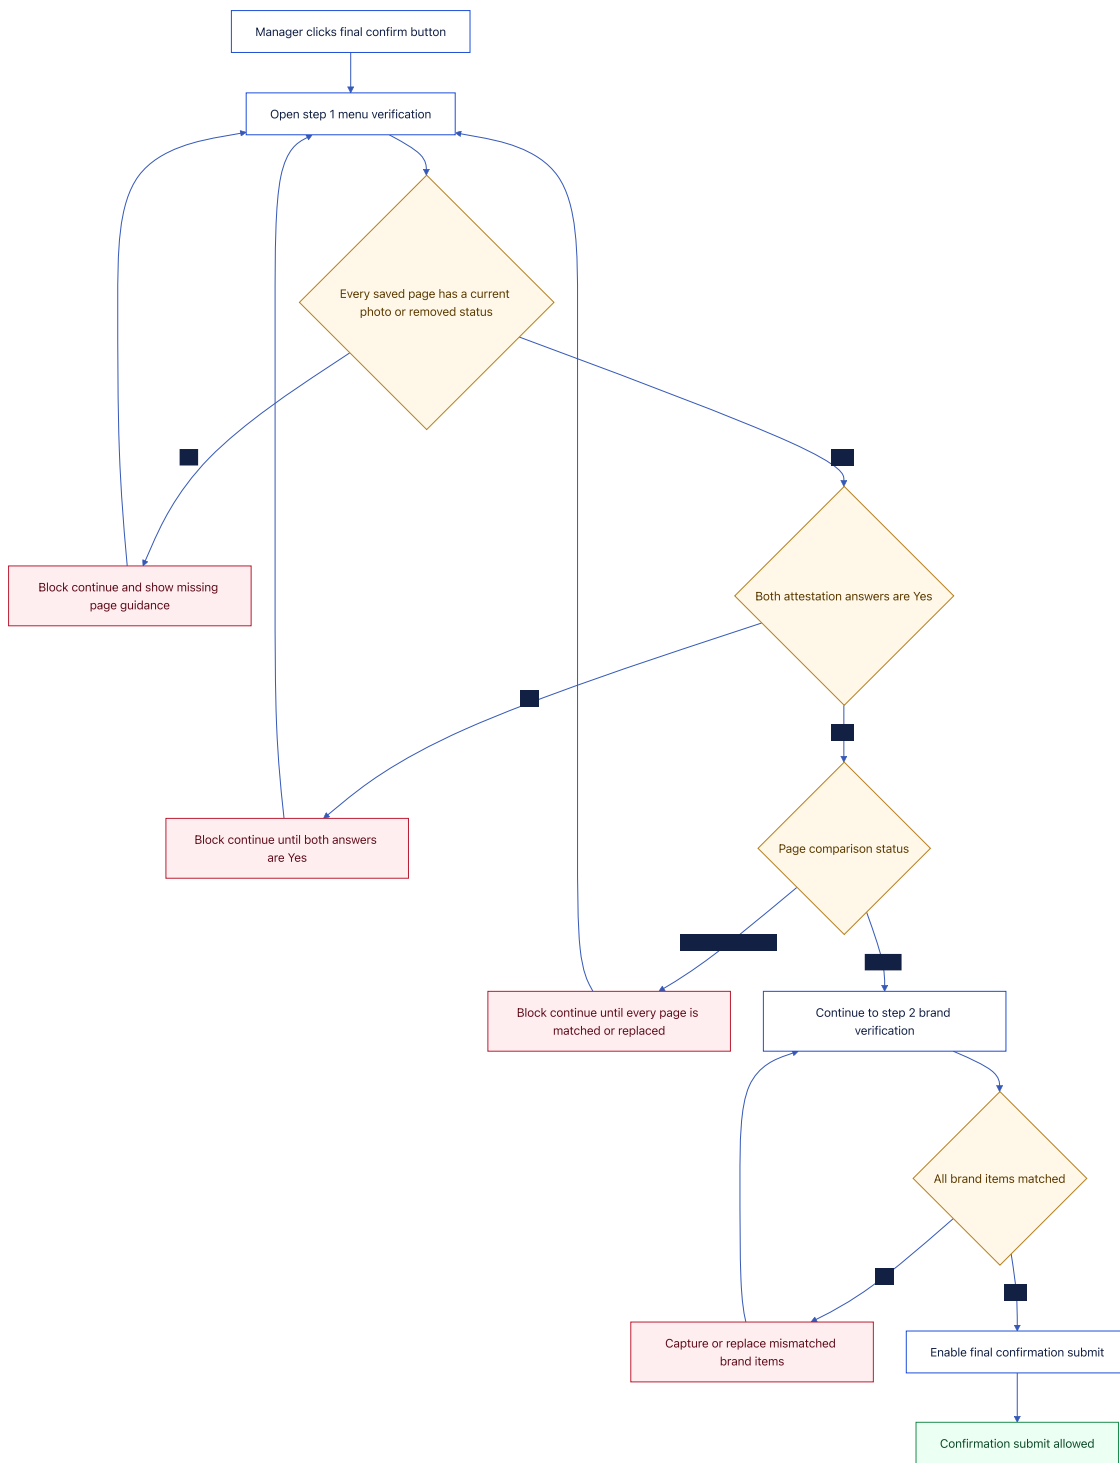 Manager clicks final confirm button
Open step 1 menu verification
Every saved page has a current
photo or removed status
Block continue and show missing
page guidance
Both attestation answers are Yes
Block continue until both answers
are Yes
Page comparison status
Block continue until every page is
matched or replaced
Continue to step 2 brand
verification
All brand items matched
Capture or replace mismatched
brand items
Enable final confirmation submit
Confirmation submit allowed